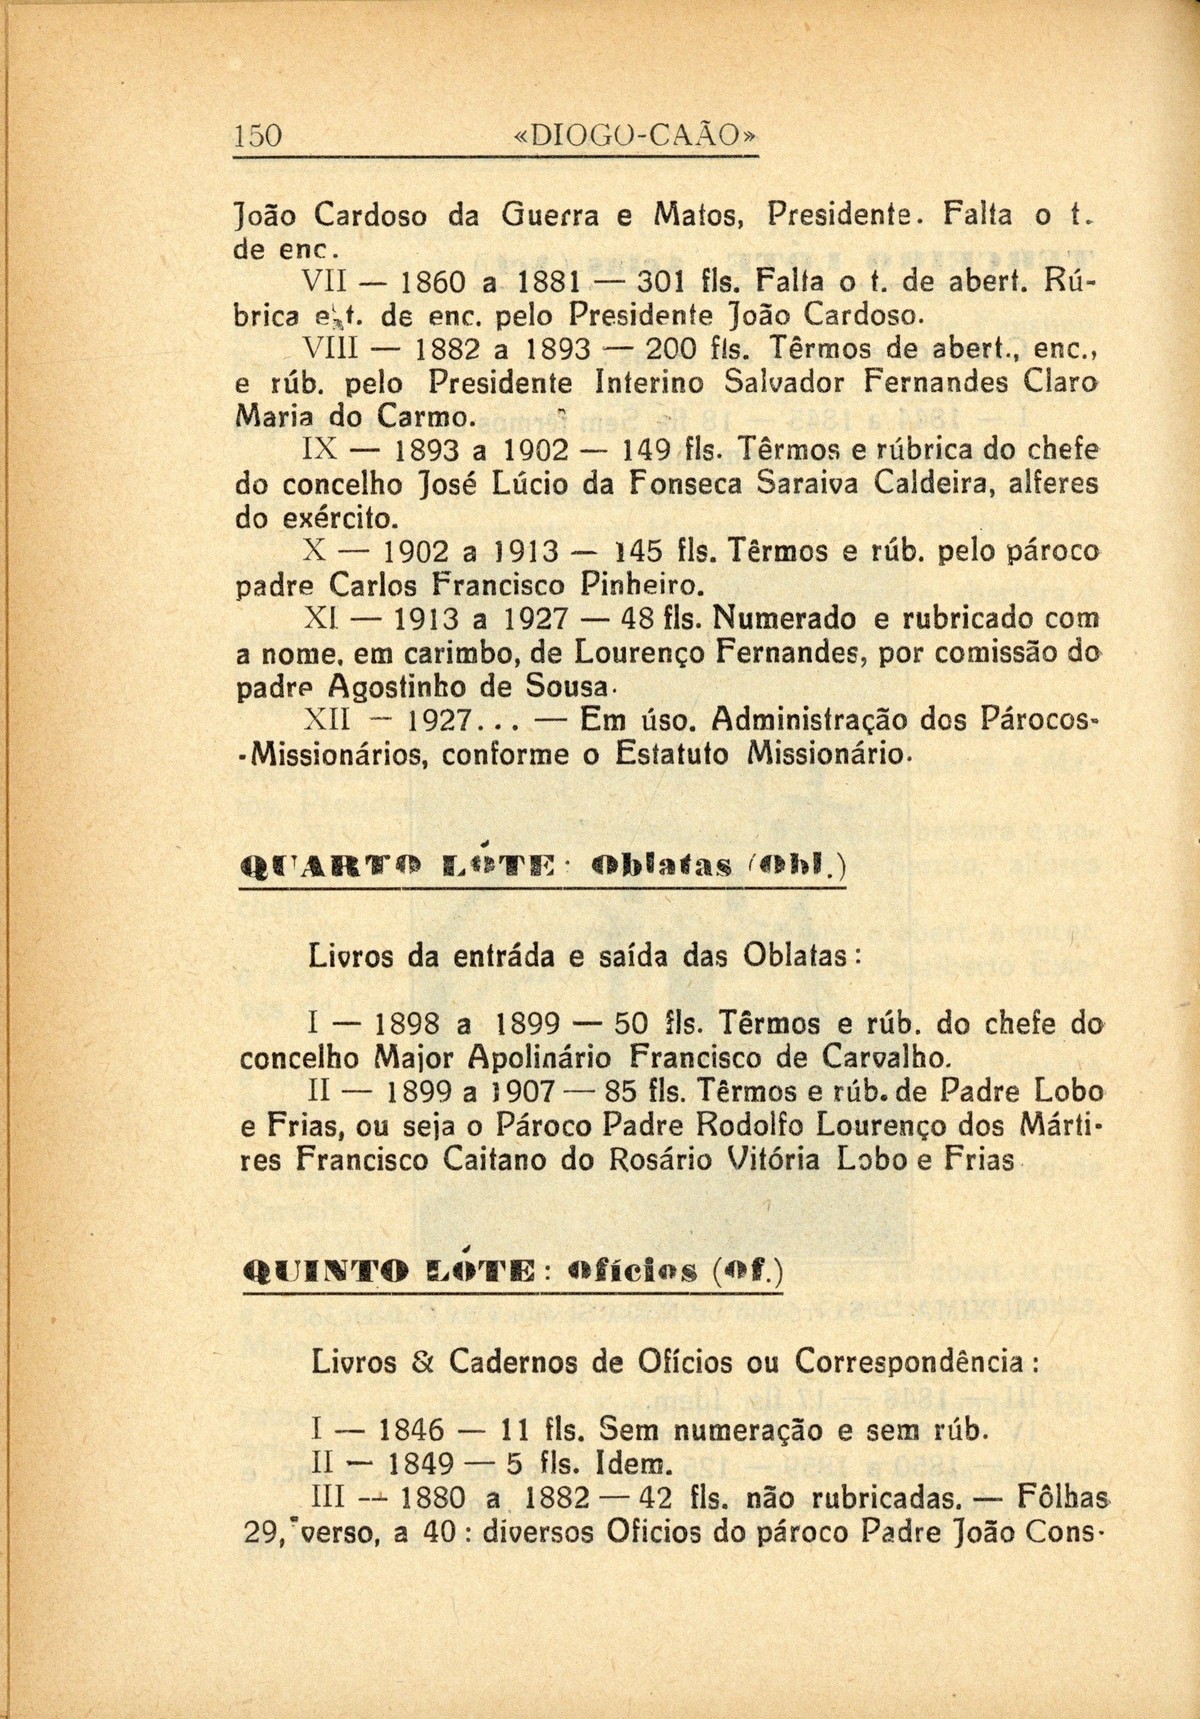 150 «DIOGO-CAÃO»
João Cardoso da Guerra e Matos, Presidente. Falta o t.
de enc.
VII — 1860 a 1881 — 301 fls. Falta o t. de abert. Rú-
brica e t. de enc. pelo Presidente João Cardoso.
VIII — 1882 a 1893 — 200 fls. Têrmos de abert., enc.,
e rúb. pelo Presidente Interino Salvador Fernandes Claro
Maria do Carmo.
IX — 1893 a 1902 — 149 fls. Têrmos e rúbrica do chefe
do concelho José Lúcio da Fonseca Saraiva Caldeira, alferes
do exército.
X — 1902 a 1913 — 145 fls. Têrmos e rúb. pelo pároco
padre Carlos Francisco Pinheiro.
XI — 1913 a 1927 — 48 fls. Numerado e rubricado com
a nome, em carimbo, de Lourenço Fernandes, por comissão do
padre Agostinho de Sousa.
XII — 1927... — Em úso. Administração dos Párocos-
-Missionários, conforme o Estatuto Missionário.
QUARTO LÓTE: Oblatas (Obl.)
Livros da entráda e saída das Oblatas:
I — 1898 a 1899 — 50 fls. Têrmos e rúb. do chefe do
concelho Major Apolinário Francisco de Carvalho.
II — 1899 a 1907 — 85 fls. Têrmos e rúb. de Padre Lobo
e Frias, ou seja o Pároco Padre Rodolfo Lourenço dos Márti-
res Francisco Caitano do Rosário Vitória Lobo e Frias
QUINTO LÓTE: Ofícios (Of.)
Livros & Cadernos de Ofícios ou Correspondência:
I — 1846 — 11 fls. Sem numeração e sem rúb.
II — 1849 — 5 fls. Idem.
III — 1880 a 1882 — 42 fls. não rubricadas. — Fôlhas
29, verso, a 40: diversos Oficios do pároco Padre João Cons-